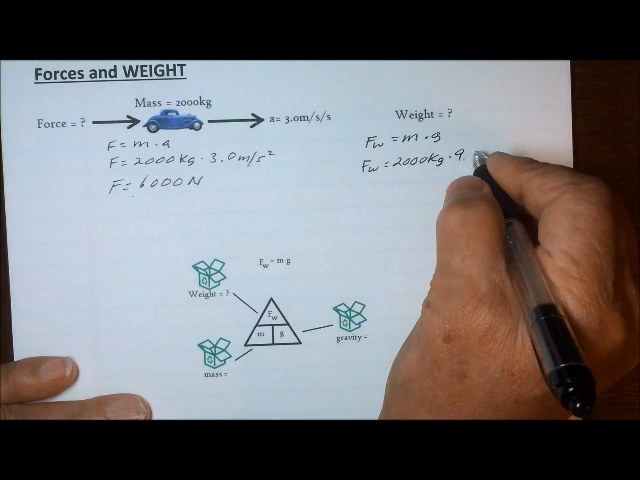 Forces and WEIGHT
Mass = 2000kg
Force = ?
a= 3.0m/s/s
F = m · a
F = 2000 kg · 3.0 m/s²
F = 6000 N
Weight = ?
Fw = m · g
Fw = 2000kg · 9.
Fw = m g
Weight = ?
Fw
m
g
gravity =
mass =